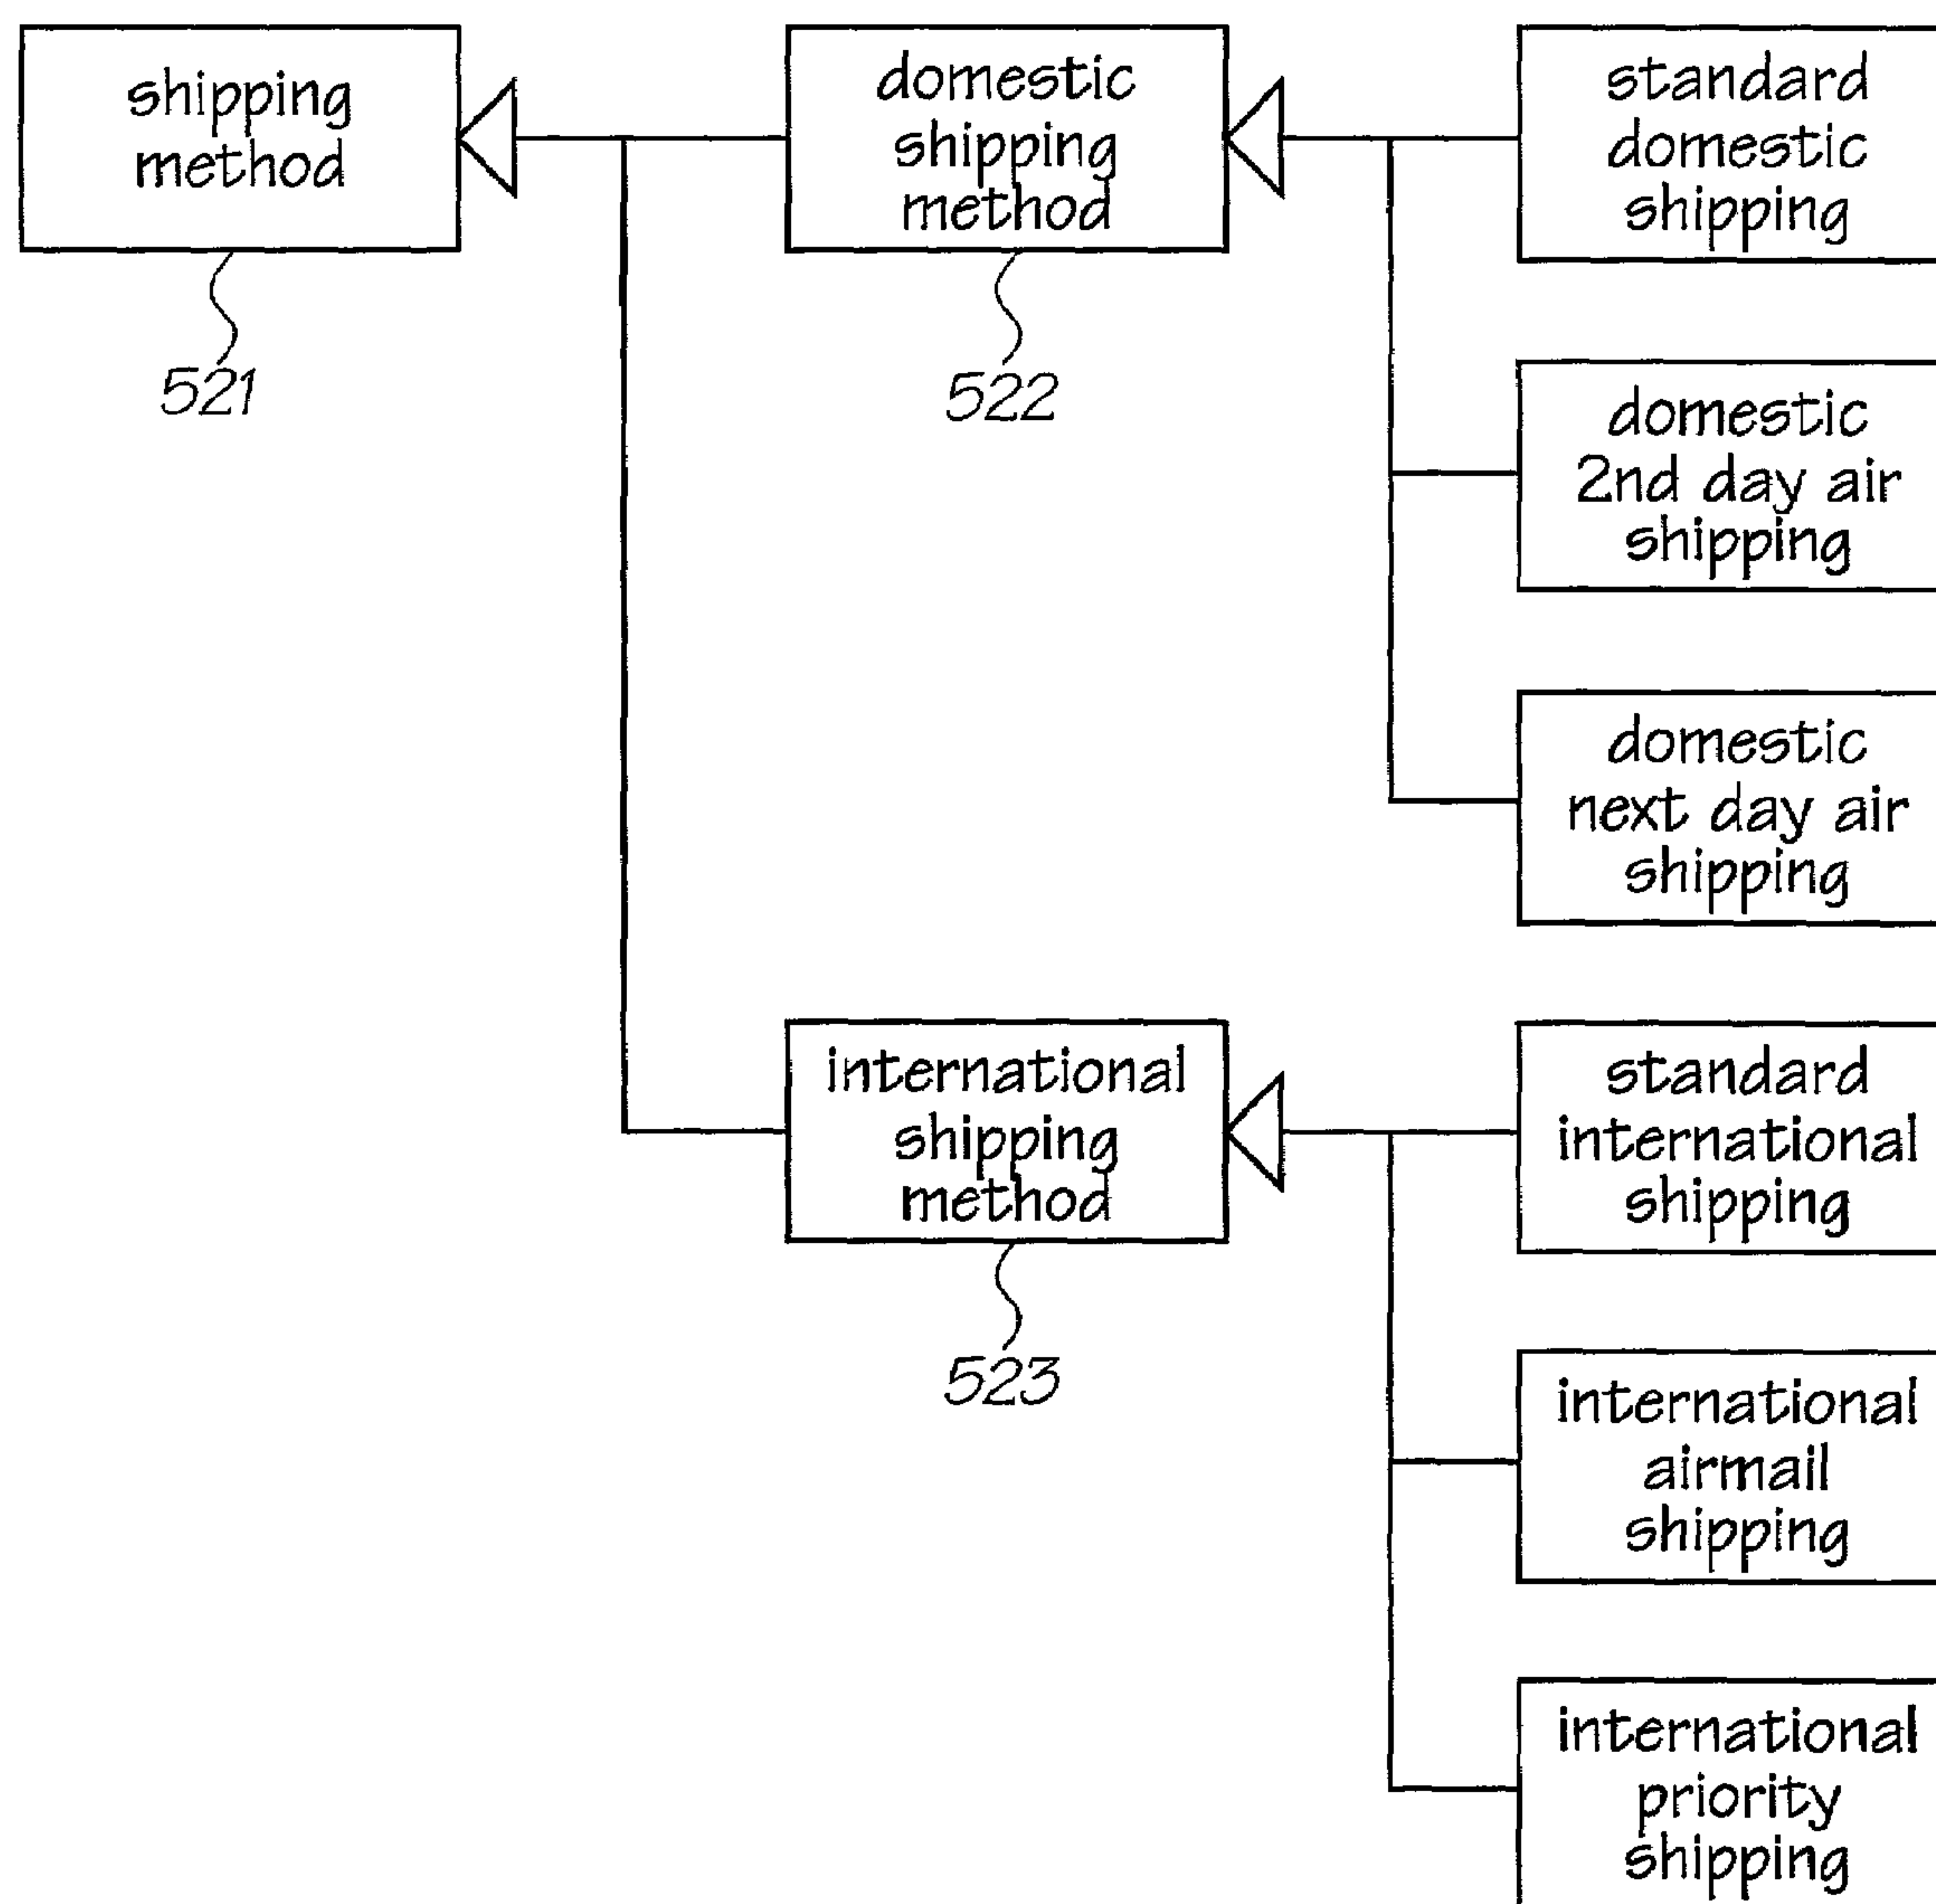 shipping
method
521
domestic
shipping
method
522
standard
domestic
shipping
domestic
2nd day air
shipping
domestic
next day air
shipping
international
shipping
method
523
standard
international
shipping
international
airmail
shipping
international
priority
shipping